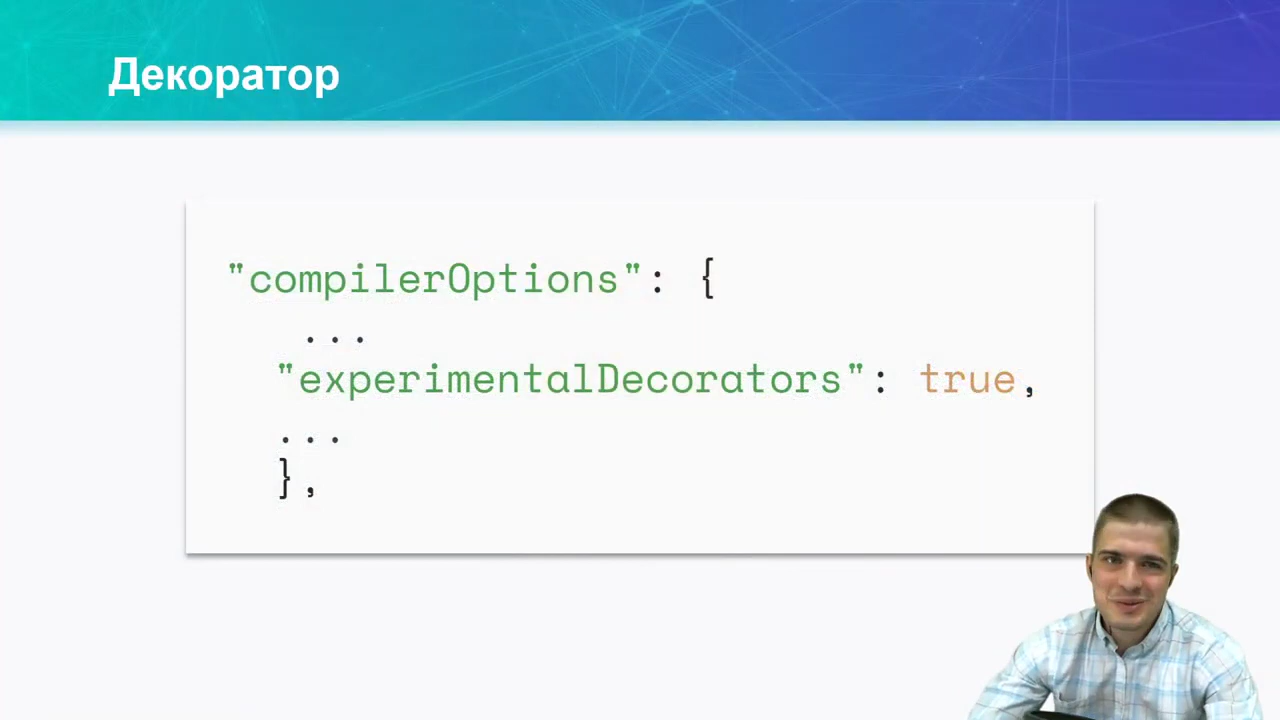 Декоратор
"compilerOptions": {
...
"experimentalDecorators": true,
...
},